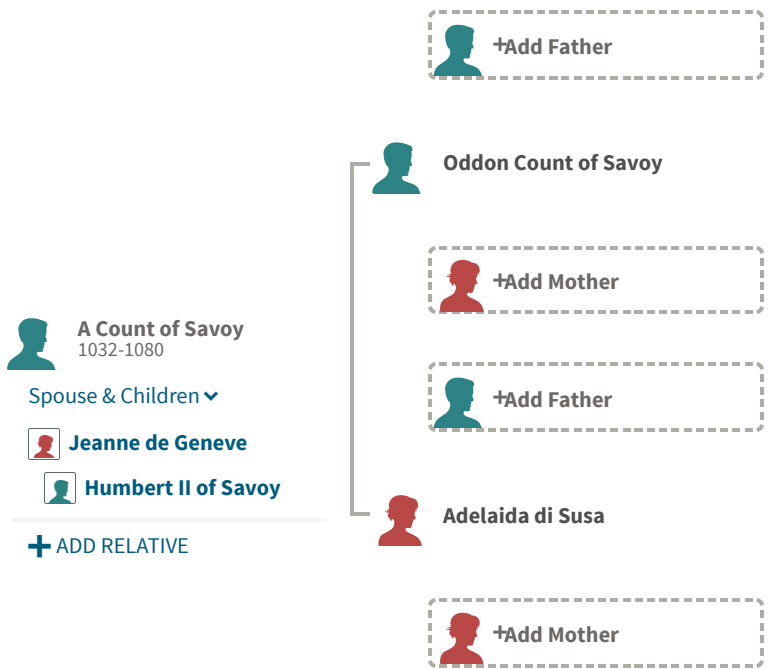 +Add Father
Oddon Count of Savoy
+Add Mother
A Count of Savoy
1032-1080
Spouse & Children
Jeanne de Geneve
Humbert II of Savoy
+ ADD RELATIVE
+Add Father
Adelaida di Susa
+Add Mother